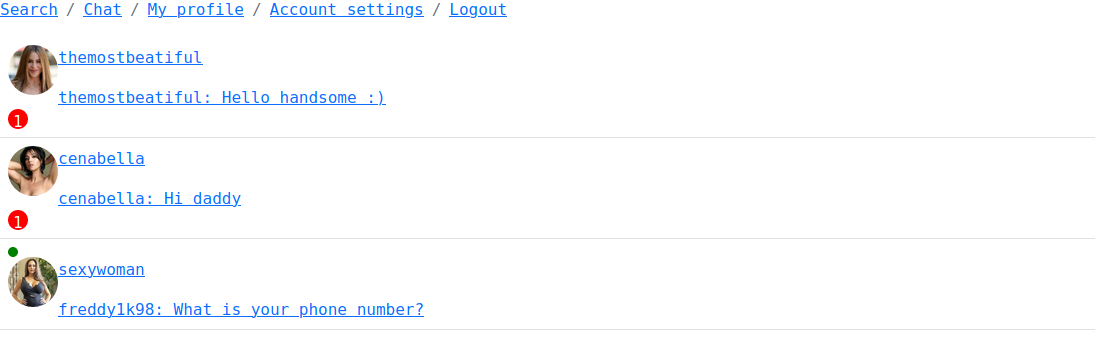 Search / Chat / My profile / Account settings / Logout
themostbeatiful
themostbeatiful: Hello handsome :)
1
cenabella
cenabella: Hi daddy
1
sexywoman
freddy1k98: What is your phone number?